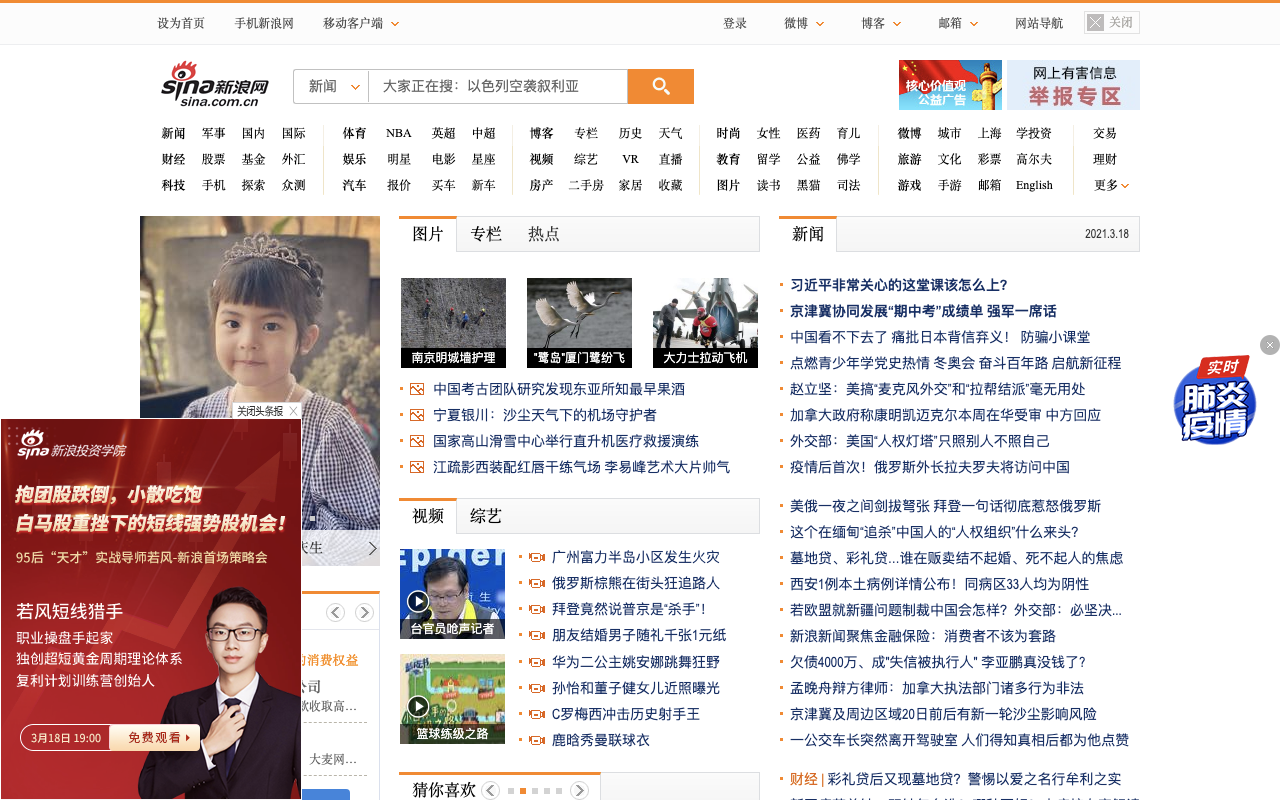 设为首页 手机新浪网 移动客户端 登录 微博 博客 邮箱 网站导航 关闭
sina新浪网
sina.com.cn
新闻 大家正在搜：以色列空袭叙利亚
核心价值观
公益广告
网上有害信息
举报专区
新闻 军事 国内 国际 体育 NBA 英超 中超 博客 专栏 历史 天气 时尚 女性 医药 育儿 微博 城市 上海 学投资 交易
财经 股票 基金 外汇 娱乐 明星 电影 星座 视频 综艺 VR 直播 教育 留学 公益 佛学 旅游 文化 彩票 高尔夫 理财
科技 手机 探索 众测 汽车 报价 买车 新车 房产 二手房 家居 收藏 图片 读书 黑猫 司法 游戏 手游 邮箱 English 更多
关闭头条报
sina新浪投资学院
抱团股跌倒，小散吃饱
白马股重挫下的短线强势股机会！
95后“天才”实战导师若风-新浪首场策略会
若风短线猎手
职业操盘手起家
独创超短黄金周期理论体系
复利计划训练营创始人
3月18日 19:00 免费观看
生
消费权益
公司
收取高...
大麦网...
图片 专栏 热点
南京明城墙护理
"鹭岛"厦门鹭纷飞
大力士拉动飞机
中国考古团队研究发现东亚所知最早果酒
宁夏银川：沙尘天气下的机场守护者
国家高山滑雪中心举行直升机医疗救援演练
江疏影西装配红唇干练气场 李易峰艺术大片帅气
视频 综艺
台官员呛声记者
篮球练级之路
广州富力半岛小区发生火灾
俄罗斯棕熊在街头狂追路人
拜登竟然说普京是“杀手”！
朋友结婚男子随礼千张1元纸
华为二公主姚安娜跳舞狂野
孙怡和董子健女儿近照曝光
C罗梅西冲击历史射手王
鹿晗秀曼联球衣
猜你喜欢
新闻 2021.3.18
习近平非常关心的这堂课该怎么上?
京津冀协同发展“期中考”成绩单 强军一席话
中国看不下去了 痛批日本背信弃义！ 防骗小课堂
点燃青少年学党史热情 冬奥会 奋斗百年路 启航新征程
赵立坚：美搞“麦克风外交”和“拉帮结派”毫无用处
加拿大政府称康明凯迈克尔本周在华受审 中方回应
外交部：美国“人权灯塔”只照别人不照自己
疫情后首次！俄罗斯外长拉夫罗夫将访问中国
美俄一夜之间剑拔弩张 拜登一句话彻底惹怒俄罗斯
这个在缅甸“追杀”中国人的“人权组织”什么来头?
墓地贷、彩礼贷...谁在贩卖结不起婚、死不起人的焦虑
西安1例本土病例详情公布！同病区33人均为阴性
若欧盟就新疆问题制裁中国会怎样？外交部：必坚决...
新浪新闻聚焦金融保险：消费者不该为套路
欠债4000万、成"失信被执行人" 李亚鹏真没钱了?
孟晚舟辩方律师：加拿大执法部门诸多行为非法
京津冀及周边区域20日前后有新一轮沙尘影响风险
一公交车长突然离开驾驶室 人们得知真相后都为他点赞
财经 | 彩礼贷后又现墓地贷？警惕以爱之名行牟利之实
实时
肺炎
疫情